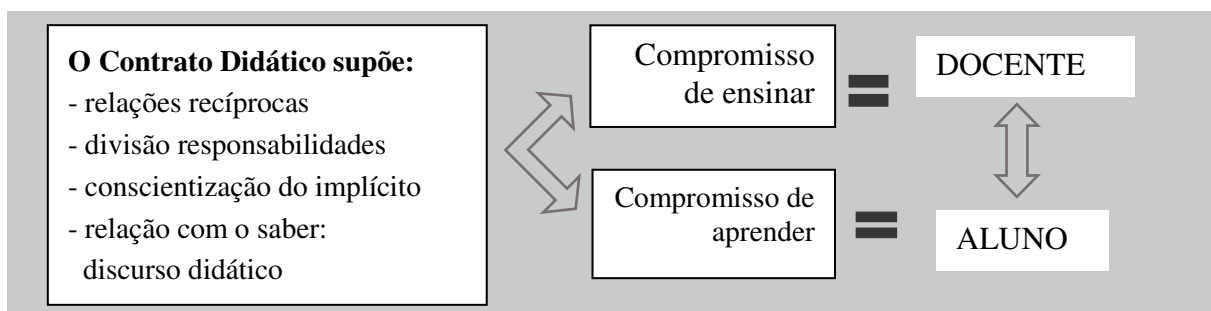 O Contrato Didático supõe:
- relações recíprocas
- divisão responsabilidades
- conscientização do implícito
- relação com o saber:
discurso didático
Compromisso
de ensinar
=
DOCENTE
Compromisso de
aprender
=
ALUNO